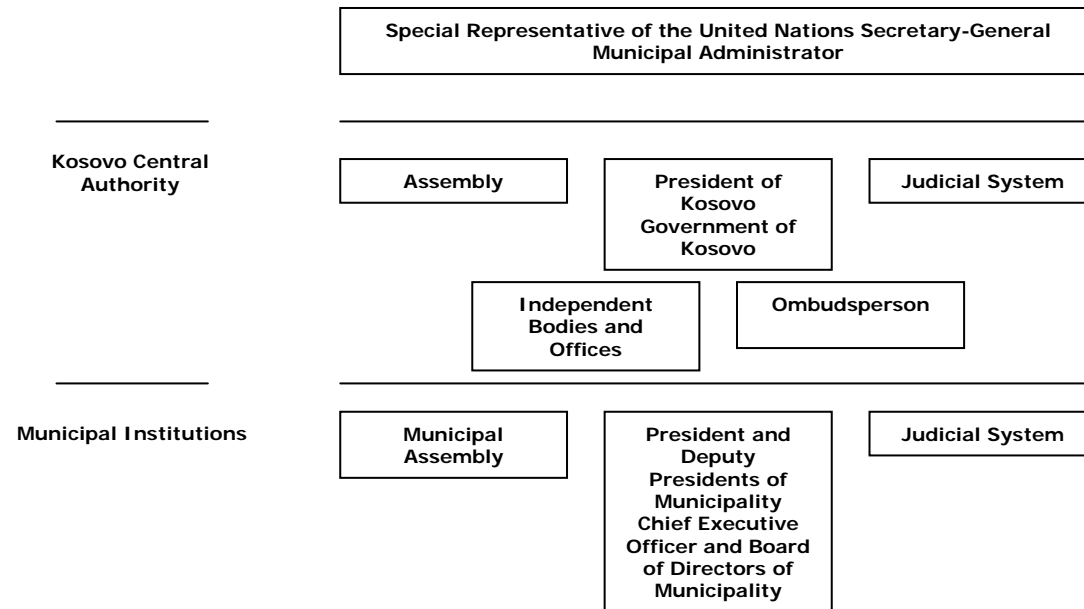 Special Representative of the United Nations Secretary-General
Municipal Administrator
Kosovo Central
Authority
Assembly
President of
Kosovo
Government of
Kosovo
Judicial System
Independent
Bodies and
Offices
Ombudsperson
Municipal Institutions
Municipal
Assembly
President and
Deputy
Presidents of
Municipality
Chief Executive
Officer and Board
of Directors of
Municipality
Judicial System